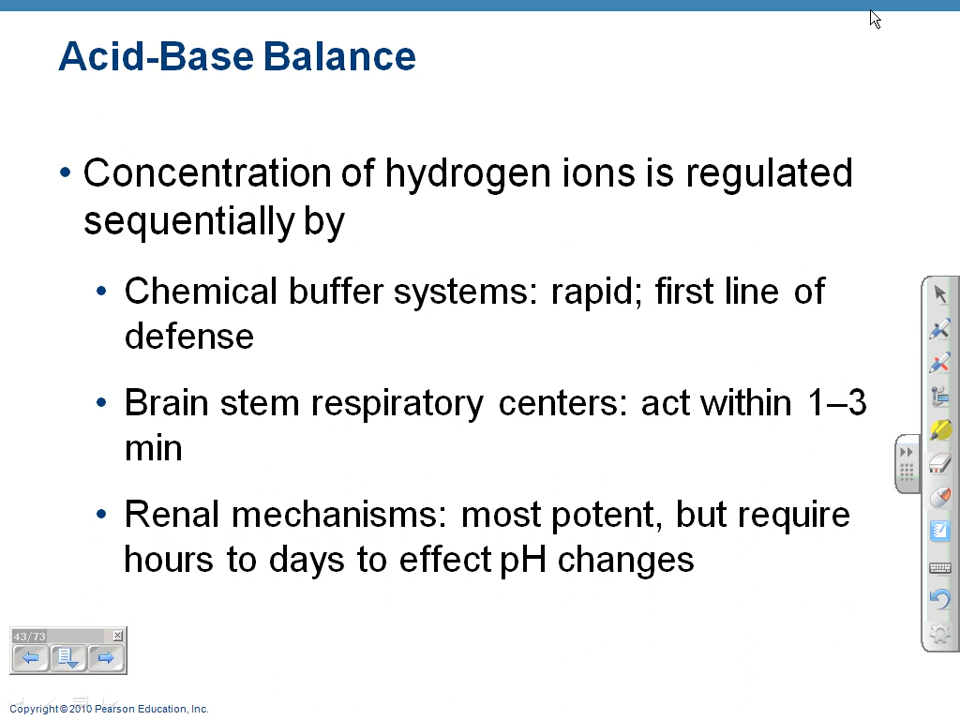 Acid-Base Balance
• Concentration of hydrogen ions is regulated
sequentially by
• Chemical buffer systems: rapid; first line of
defense
• Brain stem respiratory centers: act within 1–3
min
• Renal mechanisms: most potent, but require
hours to days to effect pH changes
43/73
Copyright © 2010 Pearson Education, Inc.